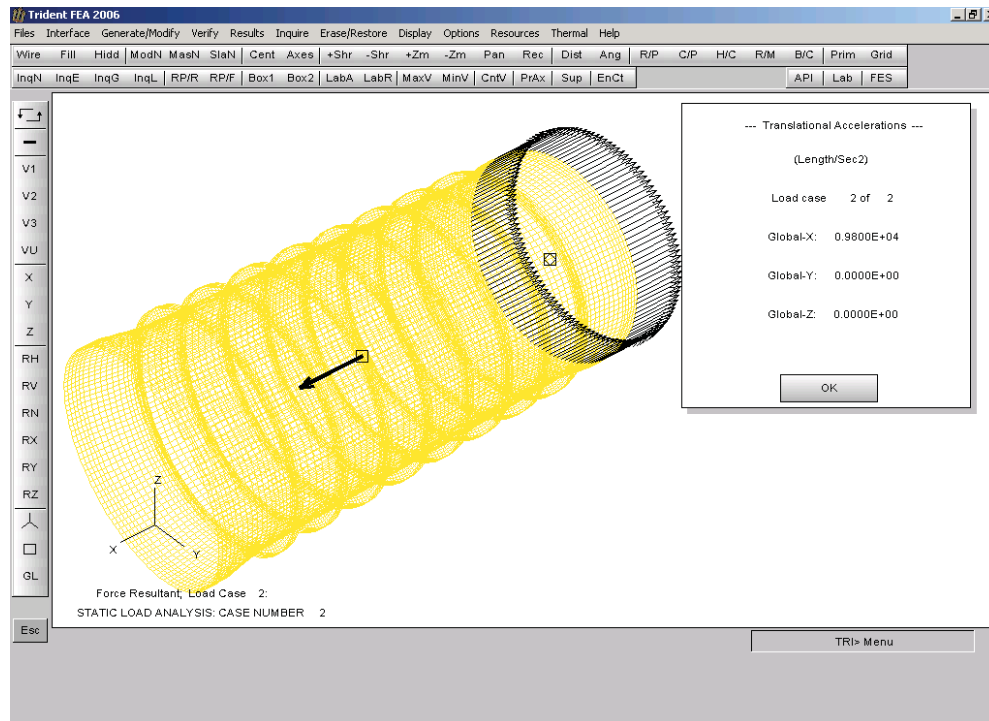 Trident FEA 2006
Files Interface Generate/Modify Verify Results Inquire Erase/Restore Display Options Resources Thermal Help
Wire Fill Hidd ModN MasN SlaN Cent Axes +Shr -Shr +Zm -Zm Pan Rec Dist Ang R/P C/P H/C R/M B/C Prim Grid
InqN InqE InqG InqL RP/R RP/F Box1 Box2 LabA LabR MaxV MinV CntV PrAx Sup EnCt API Lab FES
V1
V2
V3
VU
X
Y
Z
RH
RV
RN
RX
RY
RZ
GL
Esc
--- Translational Accelerations ---
(Length/Sec2)
Load case 2 of 2
Global-X: 0.9800E+04
Global-Y: 0.0000E+00
Global-Z: 0.0000E+00
OK
Z
X
Y
Force Resultant, Load Case 2:
STATIC LOAD ANALYSIS: CASE NUMBER 2
TRI> Menu